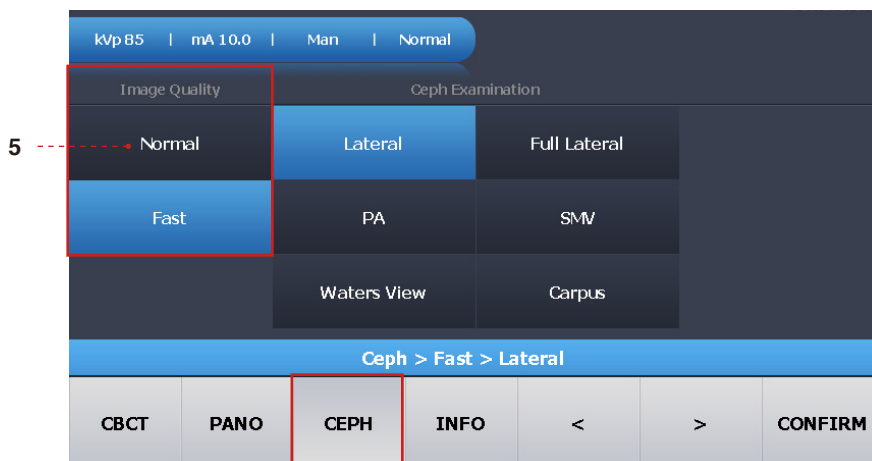 kVp 85 | mA 10.0 | Man | Normal
Image Quality Ceph Examination
5 Normal Lateral Full Lateral
Fast PA SMV
Waters View Carpus
Ceph > Fast > Lateral
CBCT PANO CEPH INFO < > CONFIRM